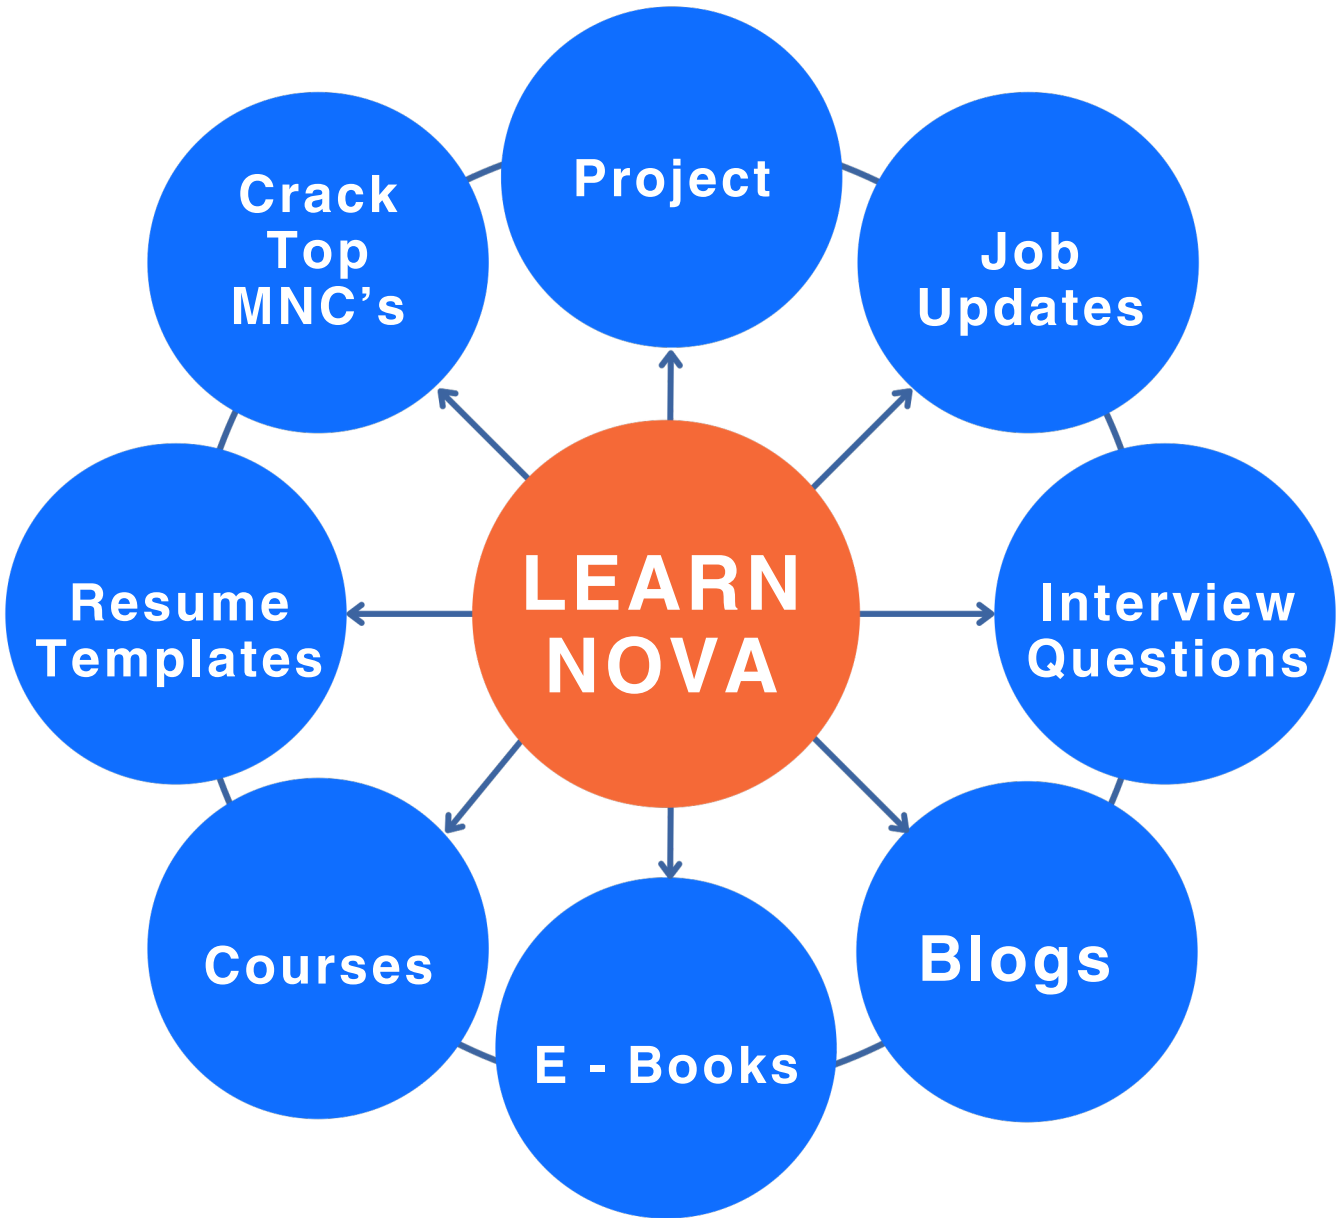 Project
Crack
Top
MNC’s
Job
Updates
LEARN
NOVA
Resume
Templates
Interview
Questions
Courses
Blogs
E - Books